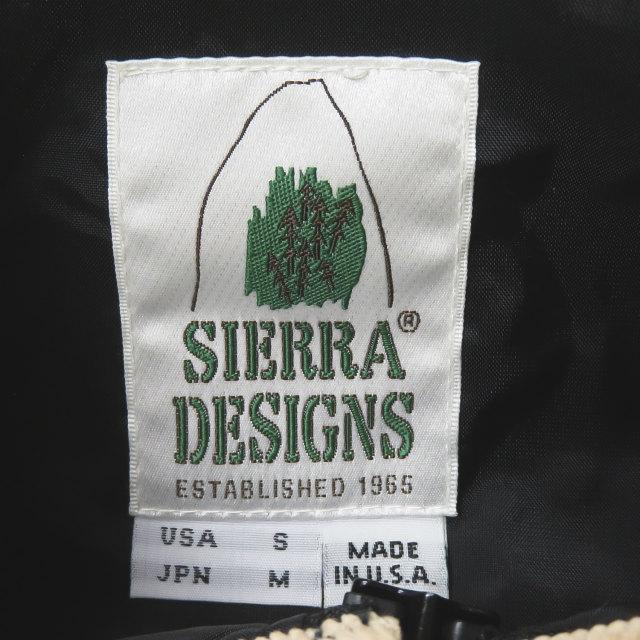 SIERRA®
DESIGNS
ESTABLISHED 1965
USA S
JPN M
MADE
IN U.S.A.